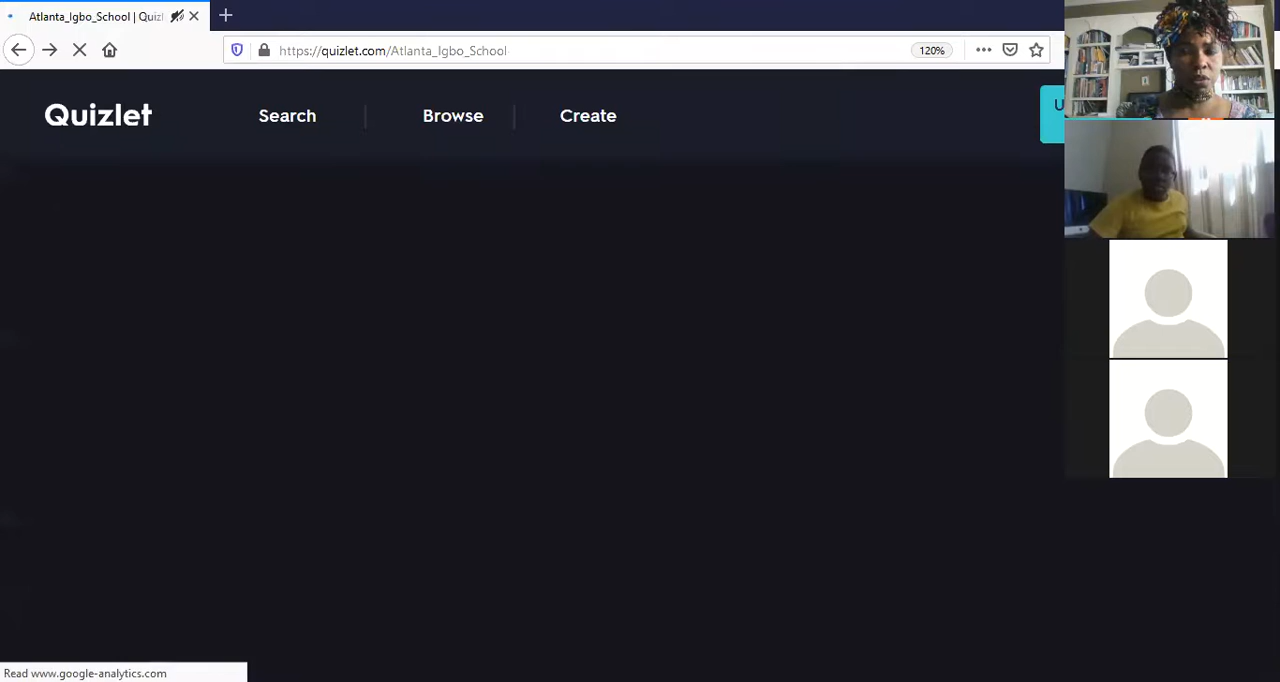 Atlanta_Igbo_School | Quizl
https://quizlet.com/Atlanta_Igbo_School
120%
Quizlet
Search
Browse
Create
U
Read www.google-analytics.com